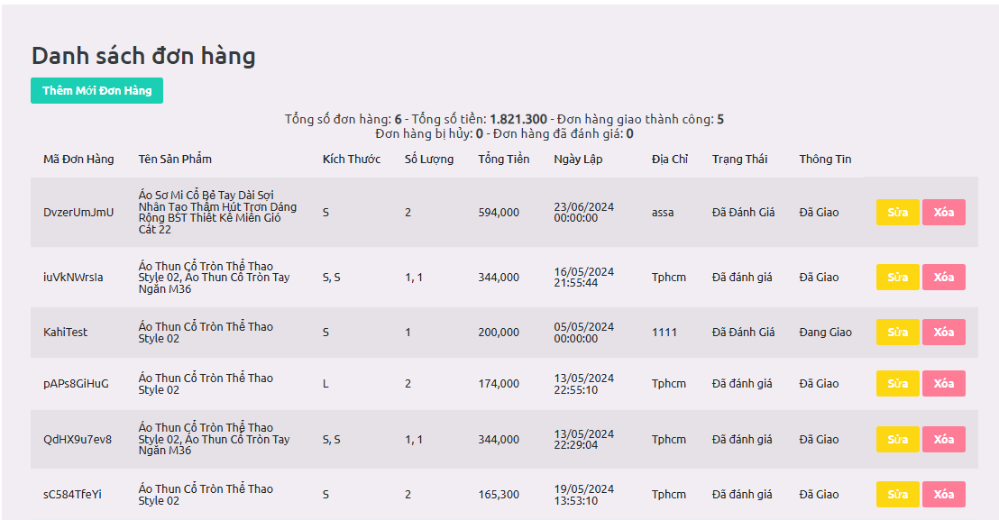 Danh sách đơn hàng
Thêm Mới Đơn Hàng
Tổng số đơn hàng: 6 - Tổng số tiền: 1.821.300 - Đơn hàng giao thành công: 5
Đơn hàng bị hủy: 0 - Đơn hàng đã đánh giá: 0
Mã Đơn Hàng Tên Sản Phẩm Kích Thước Số Lượng Tổng Tiền Ngày Lập Địa Chỉ Trạng Thái Thông Tin
Áo Sơ Mi Cổ Bẻ Tay Dài Sợi
Nhân Tạo Thấm Hút Trơn Dáng
Rộng BST Thiết Kế Miền Gió
Cát 22
DvzerUmJmU S 2 594,000 23/06/2024
00:00:00
assa Đã Đánh Giá Đã Giao Sửa Xóa
Áo Thun Cổ Tròn Thể Thao
Style 02, Áo Thun Cổ Tròn Tay
Ngắn M36
iuVkNWrsIa S, S 1, 1 344,000 16/05/2024
21:55:44
Tphcm Đã đánh giá Đã Giao Sửa Xóa
Áo Thun Cổ Tròn Thể Thao
Style 02
KahiTest S 1 200,000 05/05/2024
00:00:00
1111 Đã Đánh Giá Đang Giao Sửa Xóa
Áo Thun Cổ Tròn Thể Thao
Style 02
pAPs8GiHuG L 2 174,000 13/05/2024
22:55:10
Tphcm Đã đánh giá Đã Giao Sửa Xóa
Áo Thun Cổ Tròn Thể Thao
Style 02, Áo Thun Cổ Tròn Tay
Ngắn M36
QdHX9u7ev8 S, S 1, 1 344,000 13/05/2024
22:29:04
Tphcm Đã đánh giá Đã Giao Sửa Xóa
Áo Thun Cổ Tròn Thể Thao
Style 02
sC584TfeYi S 2 165,300 19/05/2024
13:53:10
Tphcm Đã đánh giá Đã Giao Sửa Xóa